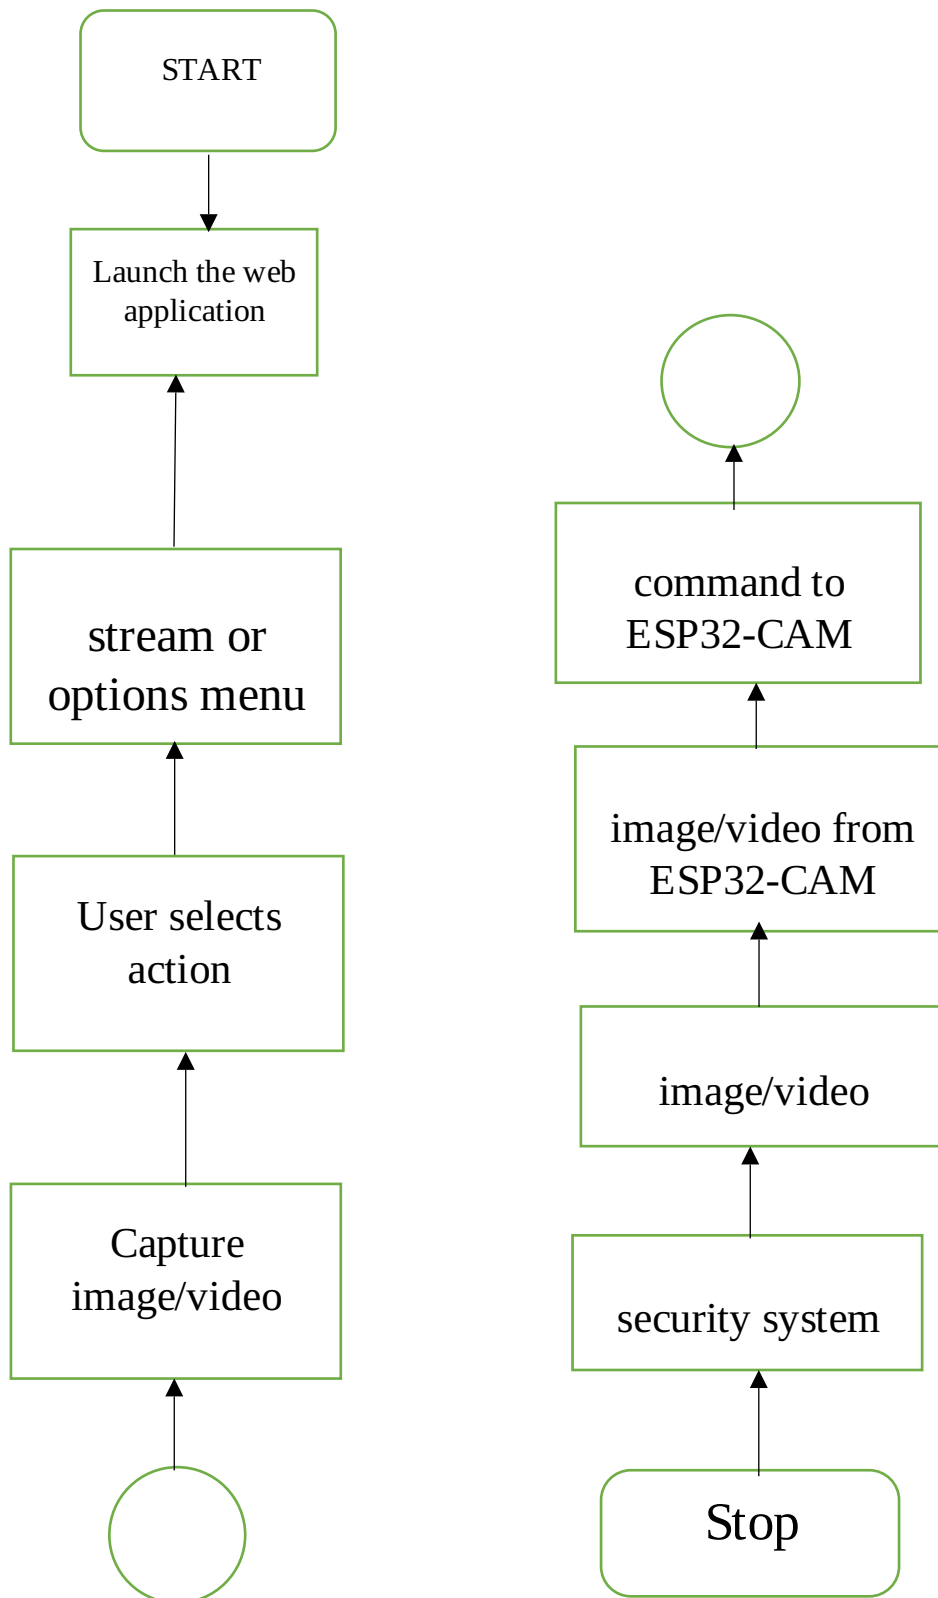 START
Launch the web
application
stream or
options menu
User selects
action
Capture
image/video
command to
ESP32-CAM
image/video from
ESP32-CAM
image/video
security system
Stop